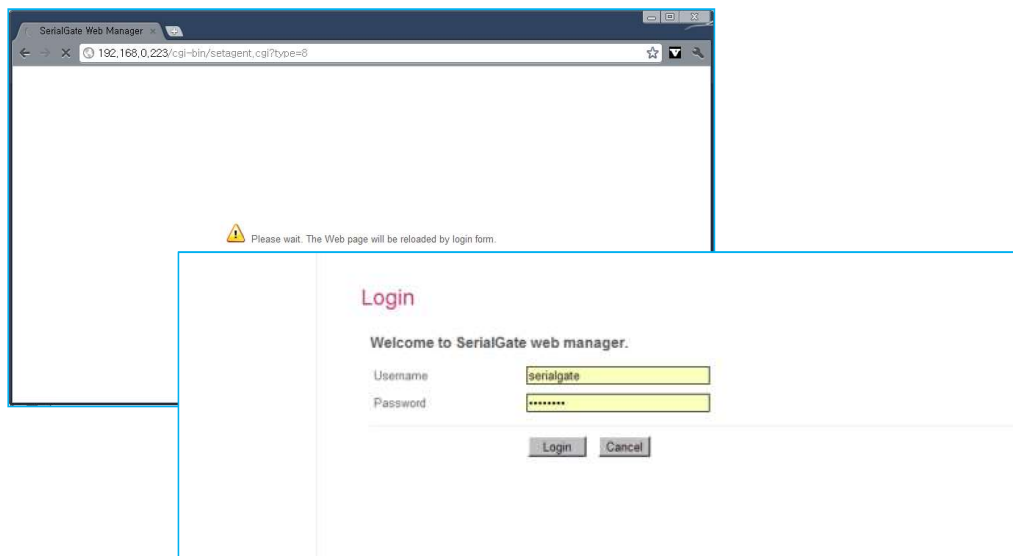 SerialGate Web Manager
192,168,0,223/cgi-bin/setagent,cgi?type=8
Please wait. The Web page will be reloaded by login form.
Login
Welcome to SerialGate web manager.
Username serialgate
Password ••••••••
Login Cancel